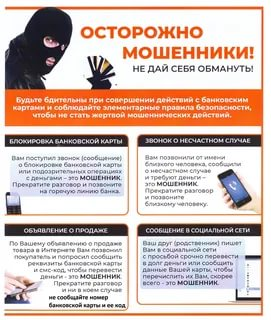 ОСТОРОЖНО
МОШЕННИКИ!
НЕ ДАЙ СЕБЯ ОБМАНУТЬ!
Будьте бдительны при совершении действий с банковским
картами и соблюдайте элементарные правила безопасности,
чтобы не стать жертвой мошеннических действий.
БЛОКИРОВКА БАНКОВСКОЙ КАРТЫ
Вам поступил звонок (сообщение)
о блокировке банковской карты
или подозрительных операциях
с деньгами – это МОШЕННИК.
Прекратите разговор и позвоните
на горячую линию банка.
ЗВОНОК О НЕСЧАСТНОМ СЛУЧАЕ
Вам позвонили от имени
близкого человека, сообщили
о несчастном случае
и требуют деньги –
это МОШЕННИК.
Прекратите разговор
и позвоните
близкому человеку.
ОБЪЯВЛЕНИЕ О ПРОДАЖЕ
По Вашему объявлению о продаже
товара в Интернете Вам позвонил
покупатель и попросил сообщить
реквизиты банковской карты
и смс-код, чтобы перевести
деньги - это МОШЕННИК.
Прекратите разговор
и ни в коем случае
не сообщайте номер
банковской карты и ее код
СООБЩЕНИЕ В СОЦИАЛЬНОЙ СЕТИ
Ваш друг (родственник) пишет
Вам в социальной сети
с просьбой срочно перевести
в долг деньги или сообщить
данные Вашей карты, чтобы
перечислить их Вам, скорее
всего - это МОШЕННИК.